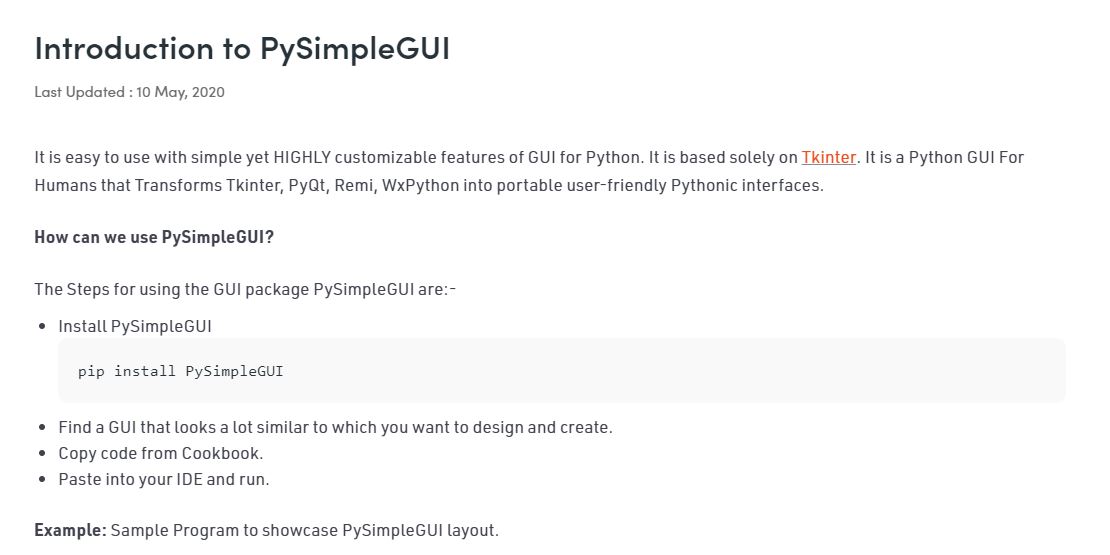 Introduction to PySimpleGUI
Last Updated : 10 May, 2020
It is easy to use with simple yet HIGHLY customizable features of GUI for Python. It is based solely on Tkinter. It is a Python GUI For
Humans that Transforms Tkinter, PyQt, Remi, WxPython into portable user-friendly Pythonic interfaces.
How can we use PySimpleGUI?
The Steps for using the GUI package PySimpleGUI are:-
• Install PySimpleGUI
pip install PySimpleGUI
• Find a GUI that looks a lot similar to which you want to design and create.
• Copy code from Cookbook.
• Paste into your IDE and run.
Example: Sample Program to showcase PySimpleGUI layout.